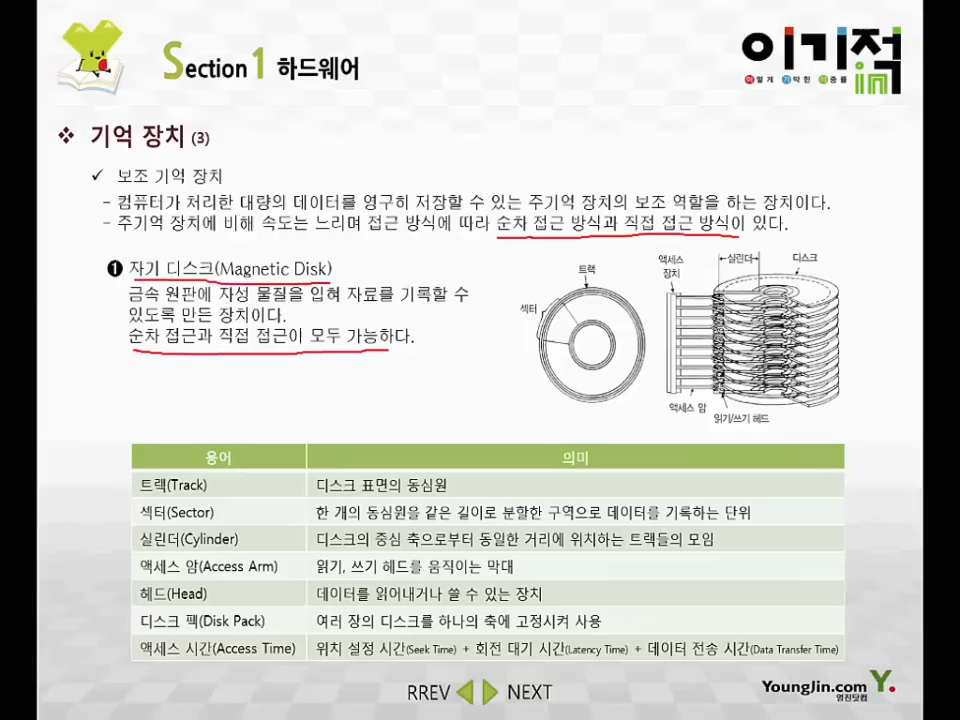 Section 1 하드웨어
이기적in
이렇게 기막힌 적중률
❖ 기억 장치 (3)
✓ 보조 기억 장치
- 컴퓨터가 처리한 대량의 데이터를 영구히 저장할 수 있는 주기억 장치의 보조 역할을 하는 장치이다.
- 주기억 장치에 비해 속도는 느리며 접근 방식에 따라 순차 접근 방식과 직접 접근 방식이 있다.
❶ 자기 디스크(Magnetic Disk)
금속 원판에 자성 물질을 입혀 자료를 기록할 수
있도록 만든 장치이다.
순차 접근과 직접 접근이 모두 가능하다.
트랙
섹터
액세스
장치
실린더
디스크
액세스 암
읽기/쓰기 헤드
용어 의미
트랙(Track) 디스크 표면의 동심원
섹터(Sector) 한 개의 동심원을 같은 길이로 분할한 구역으로 데이터를 기록하는 단위
실린더(Cylinder) 디스크의 중심 축으로부터 동일한 거리에 위치하는 트랙들의 모임
액세스 암(Access Arm) 읽기, 쓰기 헤드를 움직이는 막대
헤드(Head) 데이터를 읽어내거나 쓸 수 있는 장치
디스크 팩(Disk Pack) 여러 장의 디스크를 하나의 축에 고정시켜 사용
액세스 시간(Access Time) 위치 설정 시간(Seek Time) + 회전 대기 시간(Latency Time) + 데이터 전송 시간(Data Transfer Time)
RREV NEXT
YoungJin.com Y.
영진닷컴